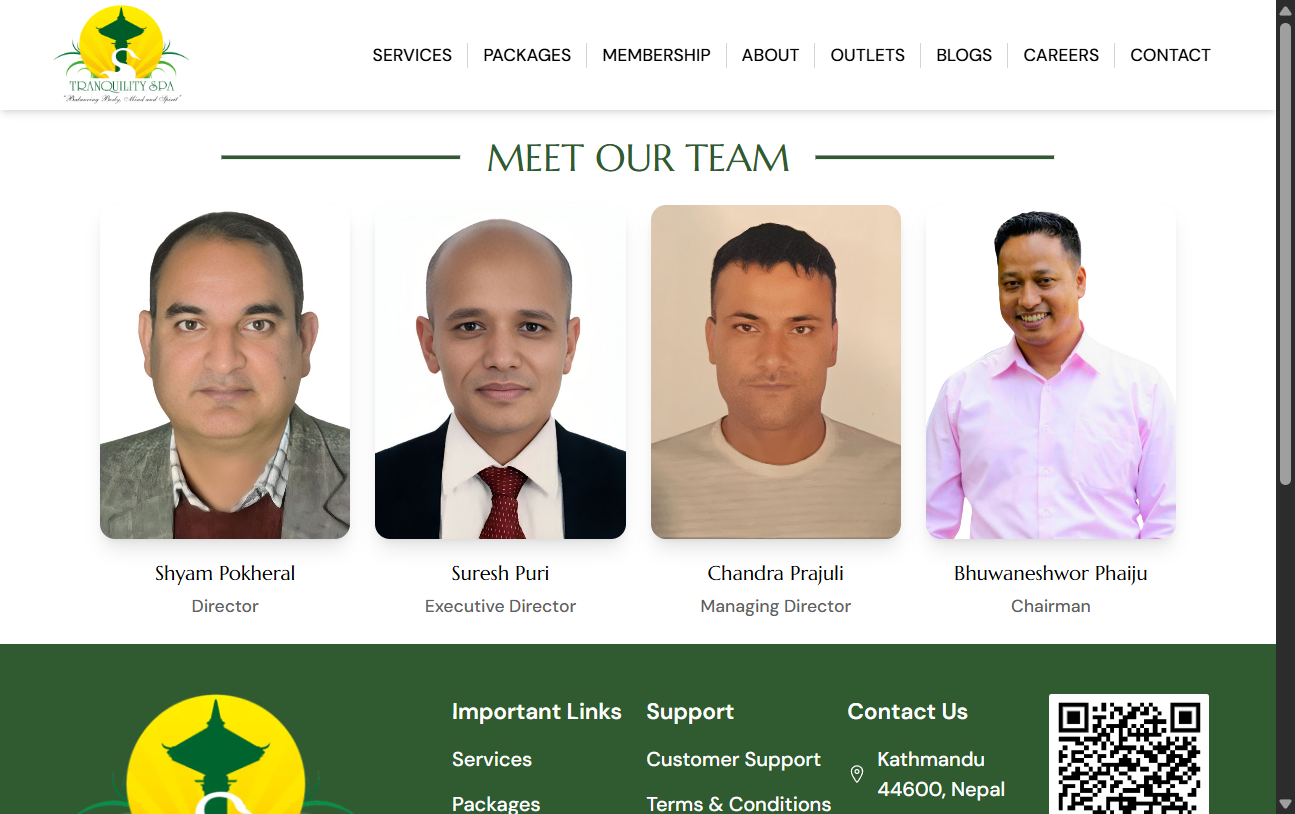 TRANQUILITY SPA
"Balancing Body, Mind and Spirit"
SERVICES
PACKAGES
MEMBERSHIP
ABOUT
OUTLETS
BLOGS
CAREERS
CONTACT
MEET OUR TEAM
Shyam Pokheral
Director
Suresh Puri
Executive Director
Chandra Prajuli
Managing Director
Bhuwaneshwor Phaiju
Chairman
Important Links
Services
Packages
Support
Customer Support
Terms & Conditions
Contact Us
Kathmandu
44600, Nepal